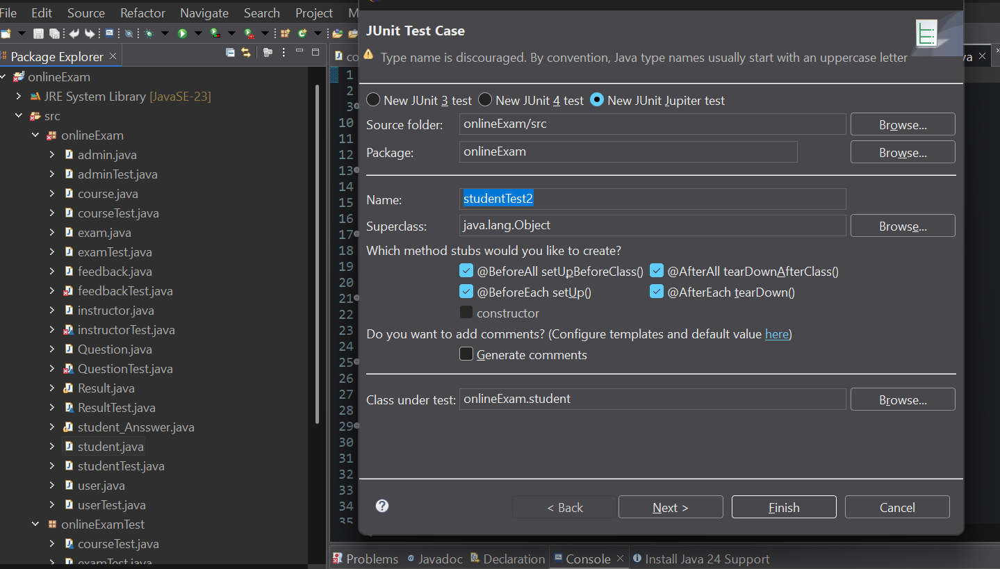 File Edit Source Refactor Navigate Search Project M
Package Explorer
onlineExam
JRE System Library [JavaSE-23]
src
onlineExam
admin.java
adminTest.java
course.java
courseTest.java
exam.java
examTest.java
feedback.java
feedbackTest.java
instructor.java
instructorTest.java
Question.java
QuestionTest.java
Result.java
ResultTest.java
student_Ansswer.java
student.java
studentTest.java
user.java
userTest.java
onlineExamTest
courseTest.java
examTest.java
co
va
1
2
3
10
11
12
13
14
15
16
17
18
19
20
21
22
23
24
25
26
27
28
29
30
31
32
33
34
35
JUnit Test Case
Type name is discouraged. By convention, Java type names usually start with an uppercase letter
New JUnit 3 test New JUnit 4 test New JUnit Jupiter test
Source folder: onlineExam/src Browse...
Package: onlineExam Browse...
Name: studentTest2
Superclass: java.lang.Object Browse...
Which method stubs would you like to create?
@BeforeAll setUpBeforeClass() @AfterAll tearDownAfterClass()
@BeforeEach setUp() @AfterEach tearDown()
constructor
Do you want to add comments? (Configure templates and default value here)
Generate comments
Class under test: onlineExam.student Browse...
< Back Next > Finish Cancel
Problems Javadoc Declaration Console Install Java 24 Support